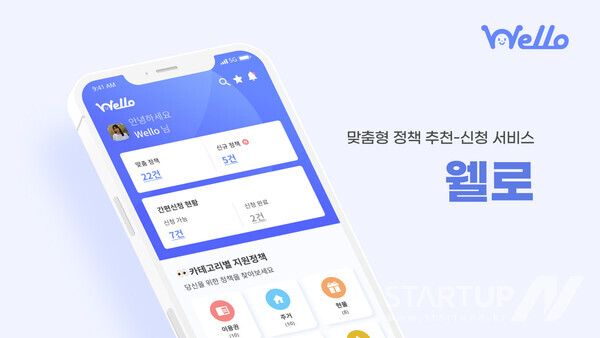 Wello
9:41 AM
5G
Wello
안녕하세요
Wello 님
맞춤 정책
22건
신규 정책
5건
간편신청 현황
신청 가능
7건
신청 완료
2건
카테고리별 지원정책
당신을 위한 정책을 찾아보세요
이용권
(10)
주거
(10)
현물
(8)
맞춤형 정책 추천-신청 서비스
웰로
STARTUP N